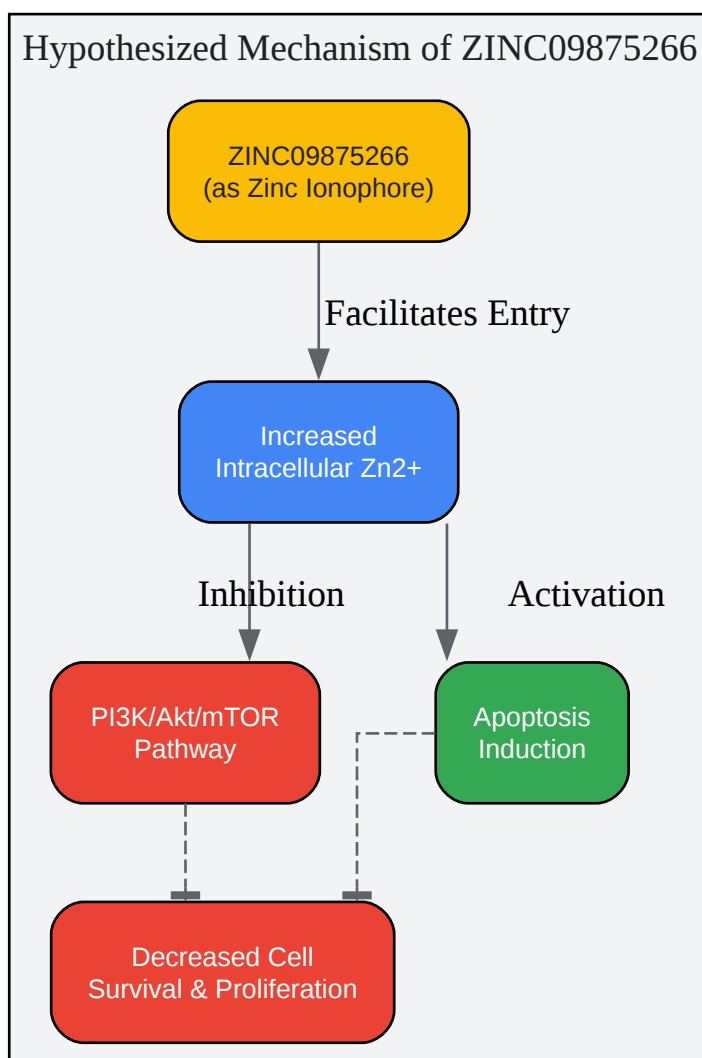 Hypothesized Mechanism of ZINC09875266
ZINC09875266
(as Zinc Ionophore)
Facilitates Entry
Increased
Intracellular Zn2+
Inhibition
Activation
PI3K/Akt/mTOR
Pathway
Apoptosis
Induction
Decreased Cell
Survival & Proliferation